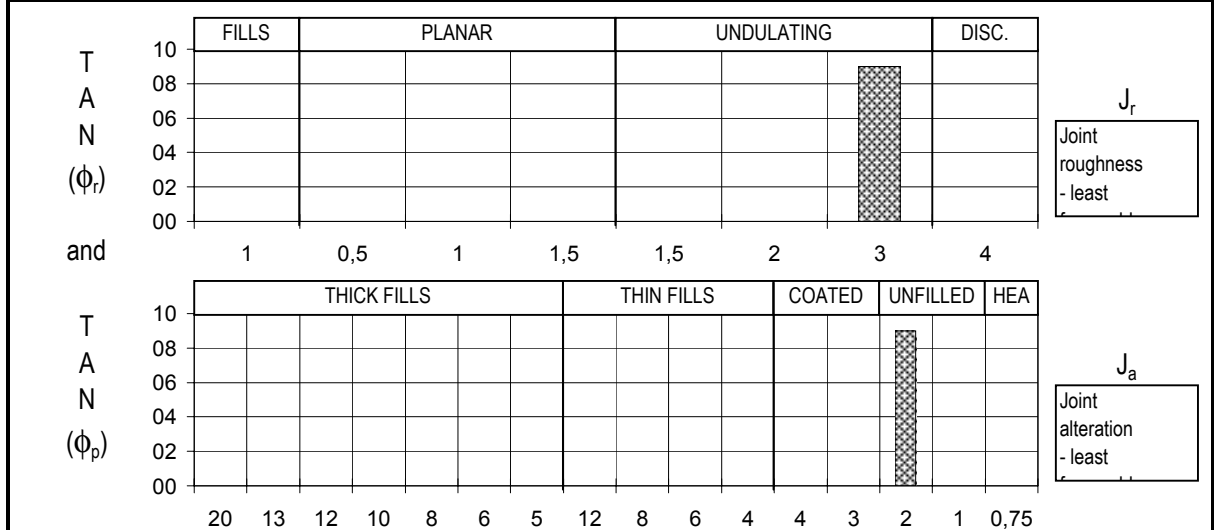 FILLS PLANAR UNDULATING DISC.
TAN
(ϕr)
10
08
06
04
02
00
Jr
Joint
roughness
- least
1 0,5 1 1,5 1,5 2 3 4
and
THICK FILLS THIN FILLS COATED UNFILLED HEA
TAN
(ϕp)
10
08
06
04
02
00
Ja
Joint
alteration
- least
20 13 12 10 8 6 5 12 8 6 4 4 3 2 1 0,75